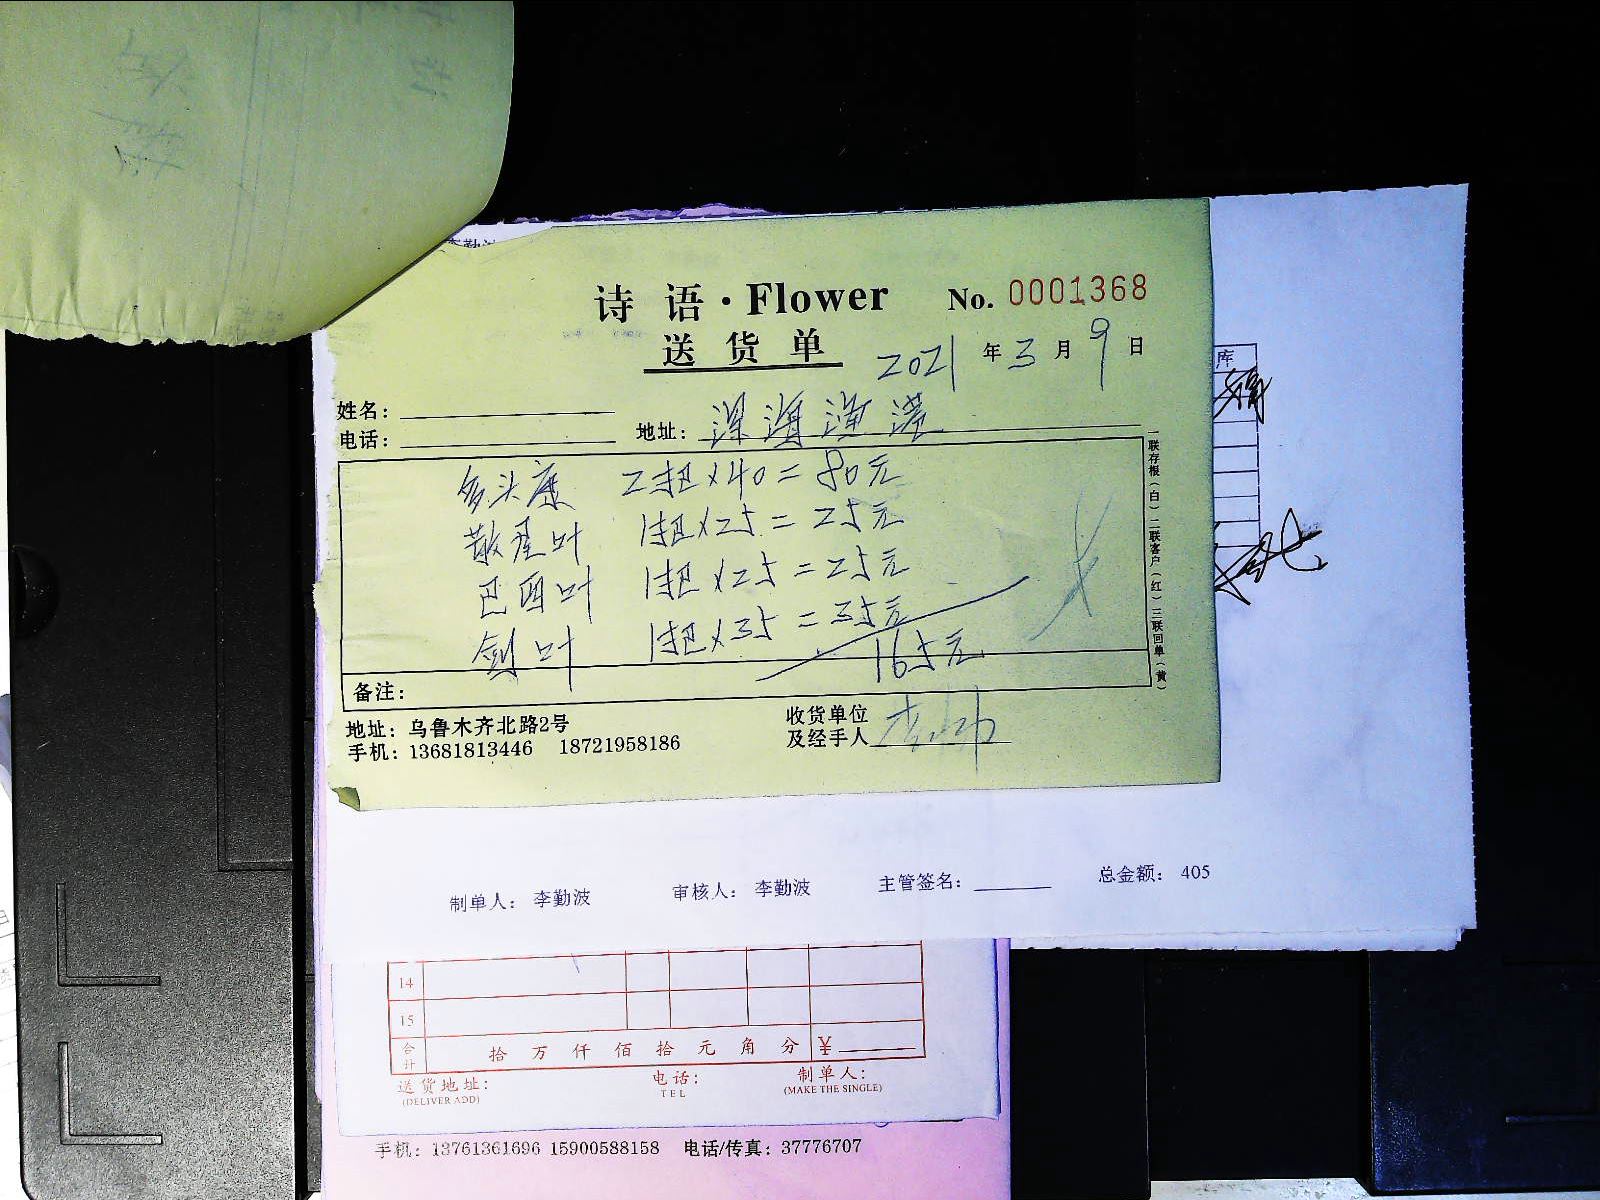 诗 语·Flower No. 0001368
送 货 单
2021 年 3 月 9 日
姓名：
电话： 地址：深海渔港
多头康 2把×40=80元
散尾叶 1把×25=25元
巴西叶 1把×25=25元
剑叶 1把×35=35元
165元
备注：
一联存根（白）二联客户（红）三联回单（黄）
地址：乌鲁木齐北路2号 收货单位
手机：13681813446 18721958186 及经手人
库
制单人： 李勤波 审核人： 李勤波 主管签名： 总金额： 405
14
15
合计 拾 万 仟 佰 拾 元 角 分 ¥
送货地址： 电话： 制单人：
(DELIVER ADD) TEL (MAKE THE SINGLE)
手机：13761361696 15900588158 电话/传真：37776707